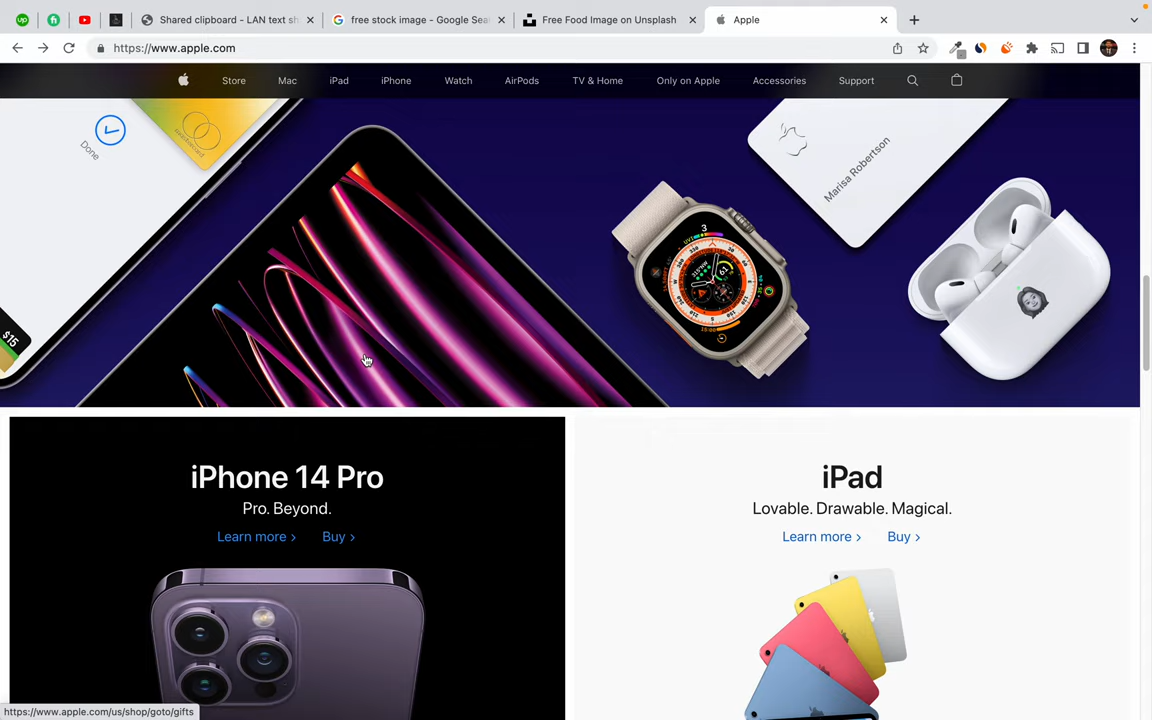 Shared clipboard - LAN text sh
free stock image - Google Sea
Free Food Image on Unsplash
Apple
https://www.apple.com
Store
Mac
iPad
iPhone
Watch
AirPods
TV & Home
Only on Apple
Accessories
Support
Done
mastercard
$15
3
Marisa Robertson
iPhone 14 Pro
Pro. Beyond.
Learn more >
Buy >
iPad
Lovable. Drawable. Magical.
Learn more >
Buy >
https://www.apple.com/us/shop/goto/gifts